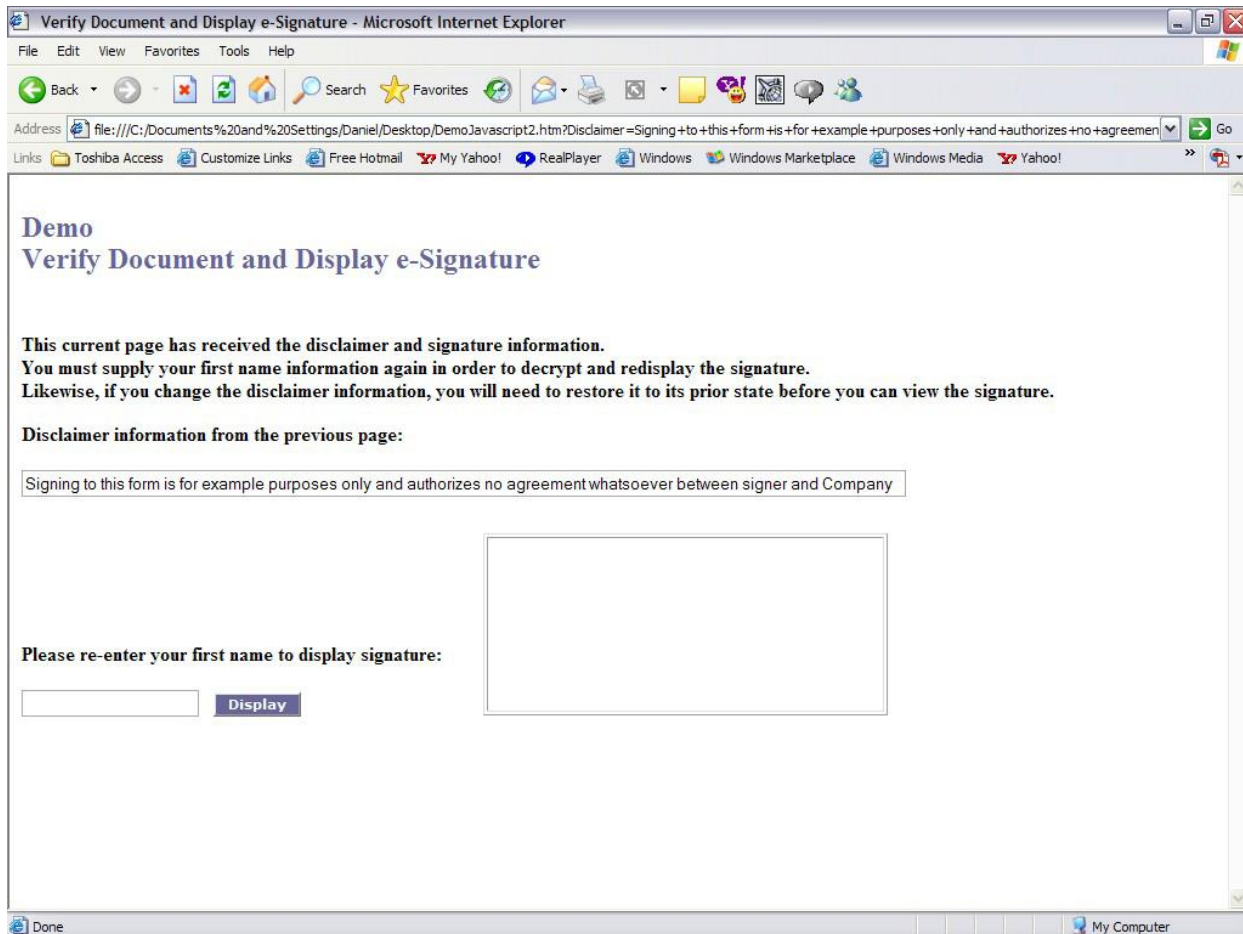 Verify Document and Display e-Signature - Microsoft Internet Explorer
File Edit View Favorites Tools Help
Back Search Favorites
Address file:///C:/Documents%20and%20Settings/Daniel/Desktop/DemoJavascript2.htm?Disclaimer=Signing+to+this+form+is+for+example+purposes+only+and+authorizes+no+agreemen Go
Links Toshiba Access Customize Links Free Hotmail My Yahoo! RealPlayer Windows Windows Marketplace Windows Media Yahoo! »
Demo
Verify Document and Display e-Signature
This current page has received the disclaimer and signature information.
You must supply your first name information again in order to decrypt and redisplay the signature.
Likewise, if you change the disclaimer information, you will need to restore it to its prior state before you can view the signature.
Disclaimer information from the previous page:
Signing to this form is for example purposes only and authorizes no agreement whatsoever between signer and Company
Please re-enter your first name to display signature:
Display
Done My Computer